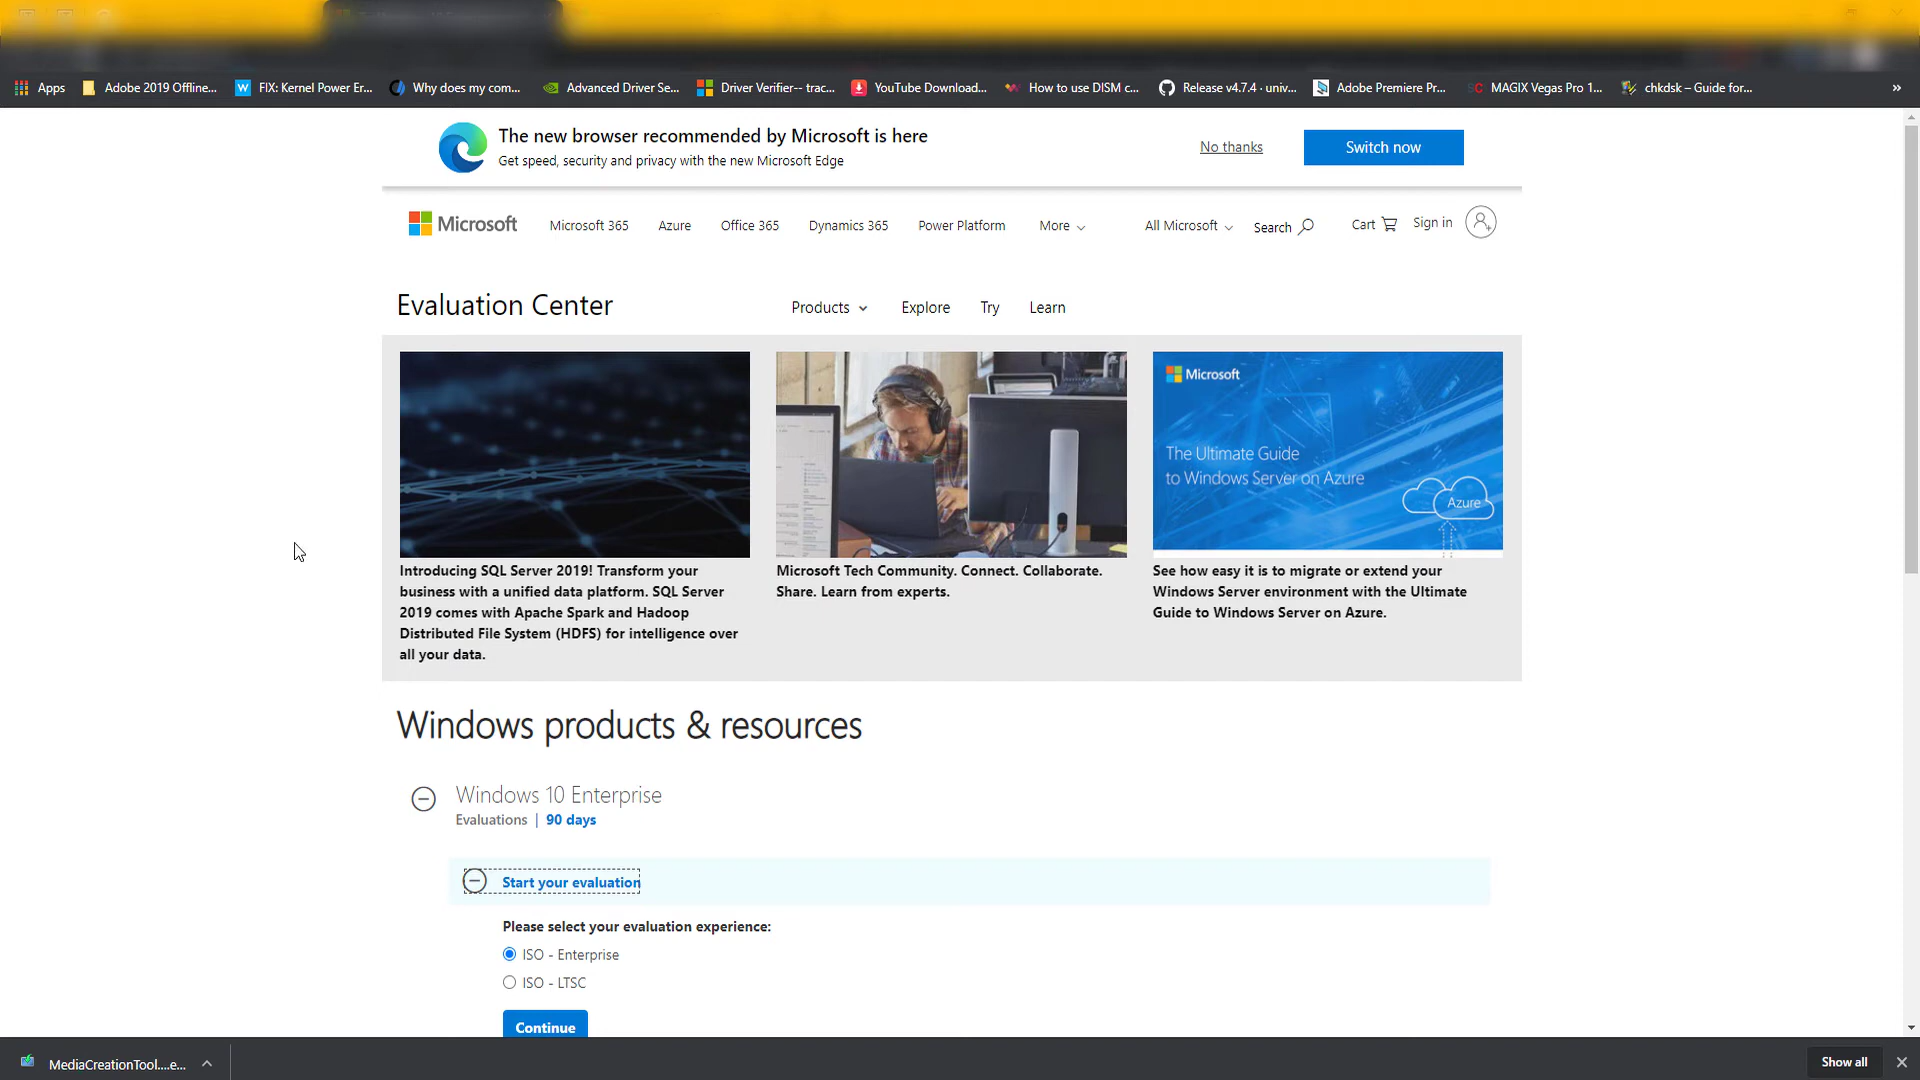 Apps
Adobe 2019 Offline...
FIX: Kernel Power Er...
Why does my com...
Advanced Driver Se...
Driver Verifier-- trac...
YouTube Download...
How to use DISM c...
Release v4.7.4 · univ...
Adobe Premiere Pr...
MAGIX Vegas Pro 1...
chkdsk – Guide for...
»
The new browser recommended by Microsoft is here
Get speed, security and privacy with the new Microsoft Edge
No thanks
Switch now
Microsoft
Microsoft 365
Azure
Office 365
Dynamics 365
Power Platform
More
All Microsoft
Search
Cart
Sign in
Evaluation Center
Products
Explore
Try
Learn
Microsoft
The Ultimate Guide
to Windows Server on Azure
Azure
Introducing SQL Server 2019! Transform your
business with a unified data platform. SQL Server
2019 comes with Apache Spark and Hadoop
Distributed File System (HDFS) for intelligence over
all your data.
Microsoft Tech Community. Connect. Collaborate.
Share. Learn from experts.
See how easy it is to migrate or extend your
Windows Server environment with the Ultimate
Guide to Windows Server on Azure.
Windows products & resources
Windows 10 Enterprise
Evaluations | 90 days
Start your evaluation
Please select your evaluation experience:
ISO - Enterprise
ISO - LTSC
Continue
MediaCreationTool....e...
Show all